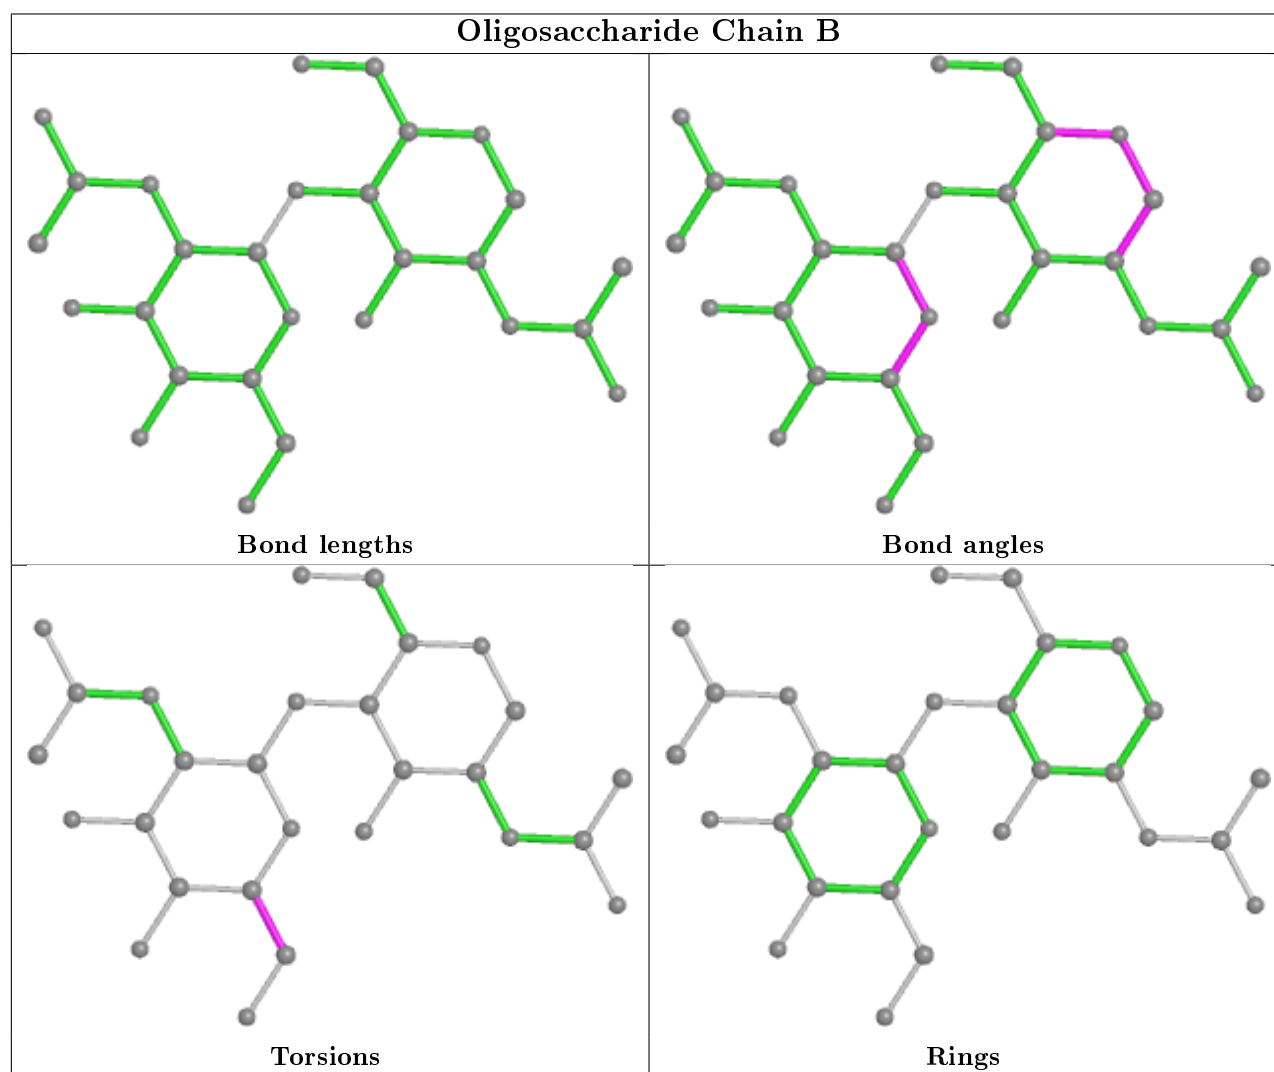 Oligosaccharide Chain B
Bond lengths
Bond angles
Torsions
Rings